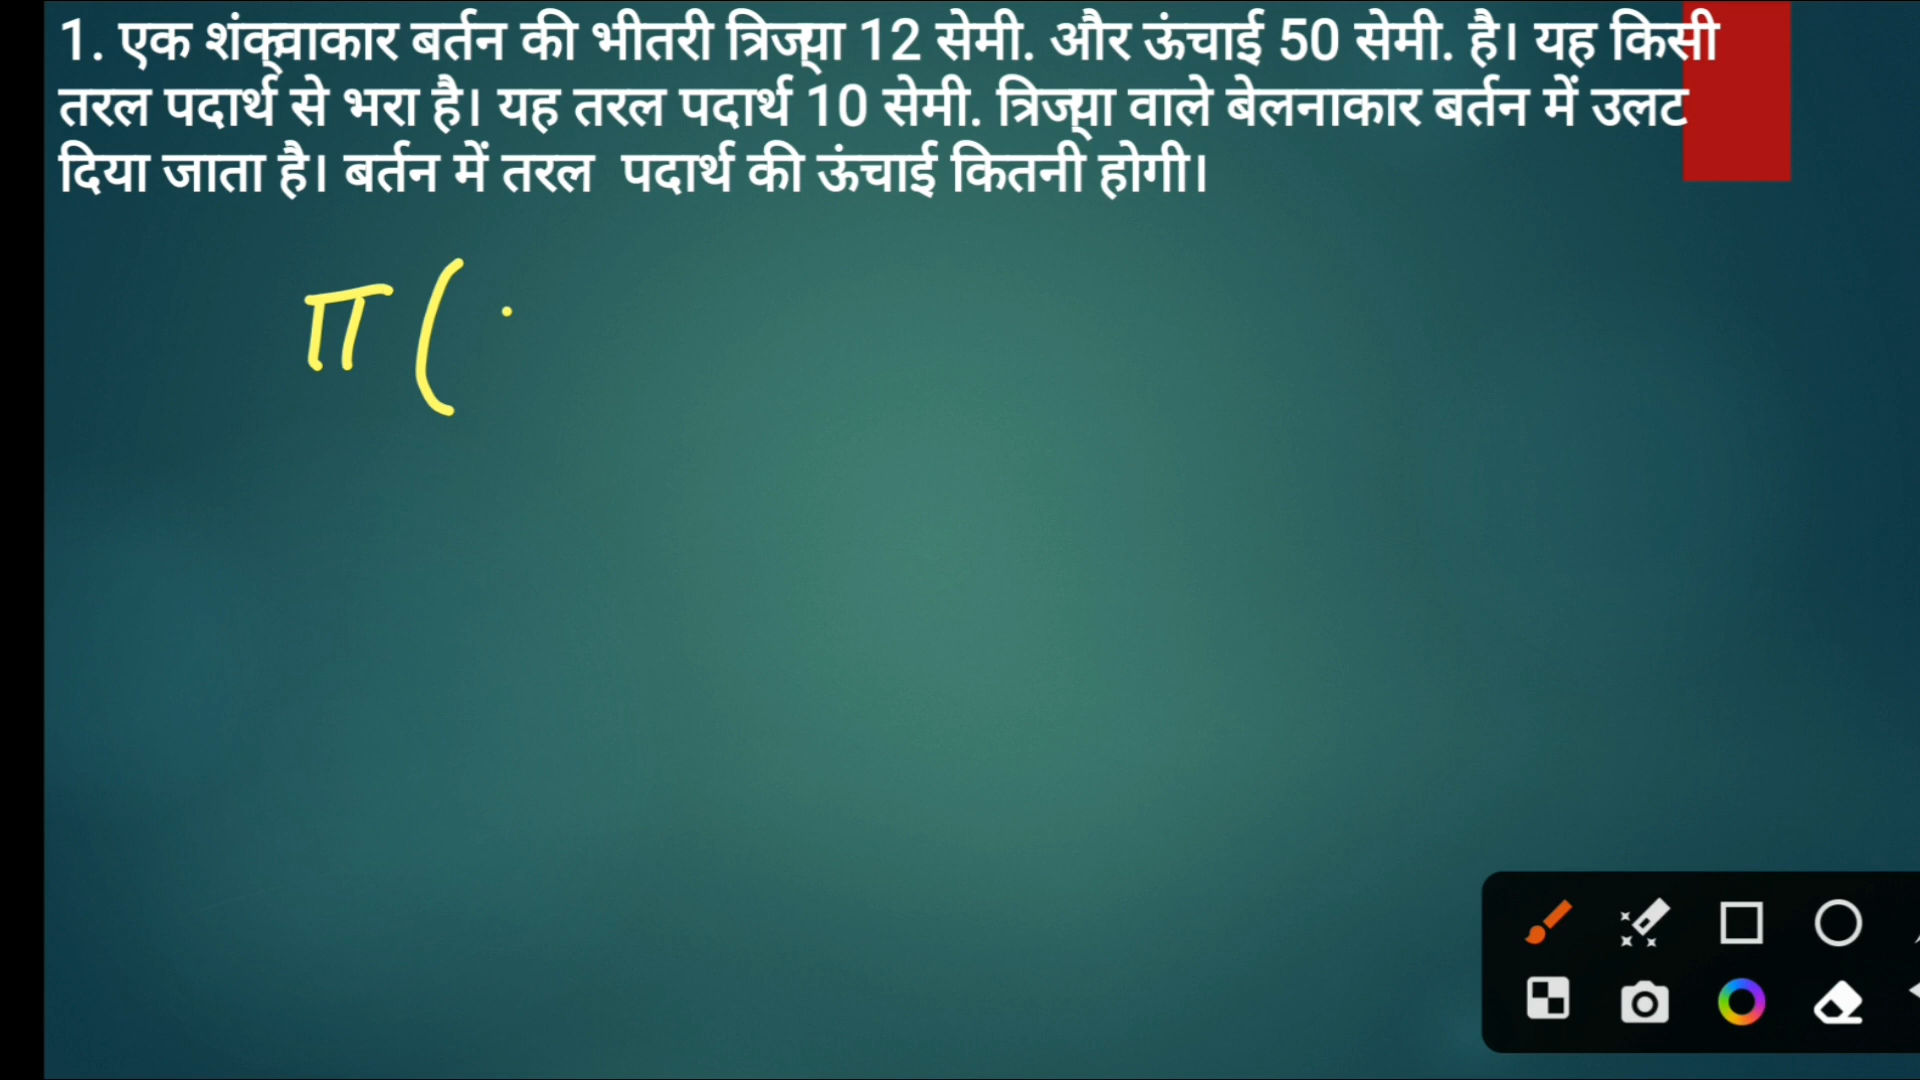 1. एक शंक्वाकार बर्तन की भीतरी त्रिज्या 12 सेमी. और ऊंचाई 50 सेमी. है। यह किसी
तरल पदार्थ से भरा है। यह तरल पदार्थ 10 सेमी. त्रिज्या वाले बेलनाकार बर्तन में उलट
दिया जाता है। बर्तन में तरल पदार्थ की ऊंचाई कितनी होगी।
π (